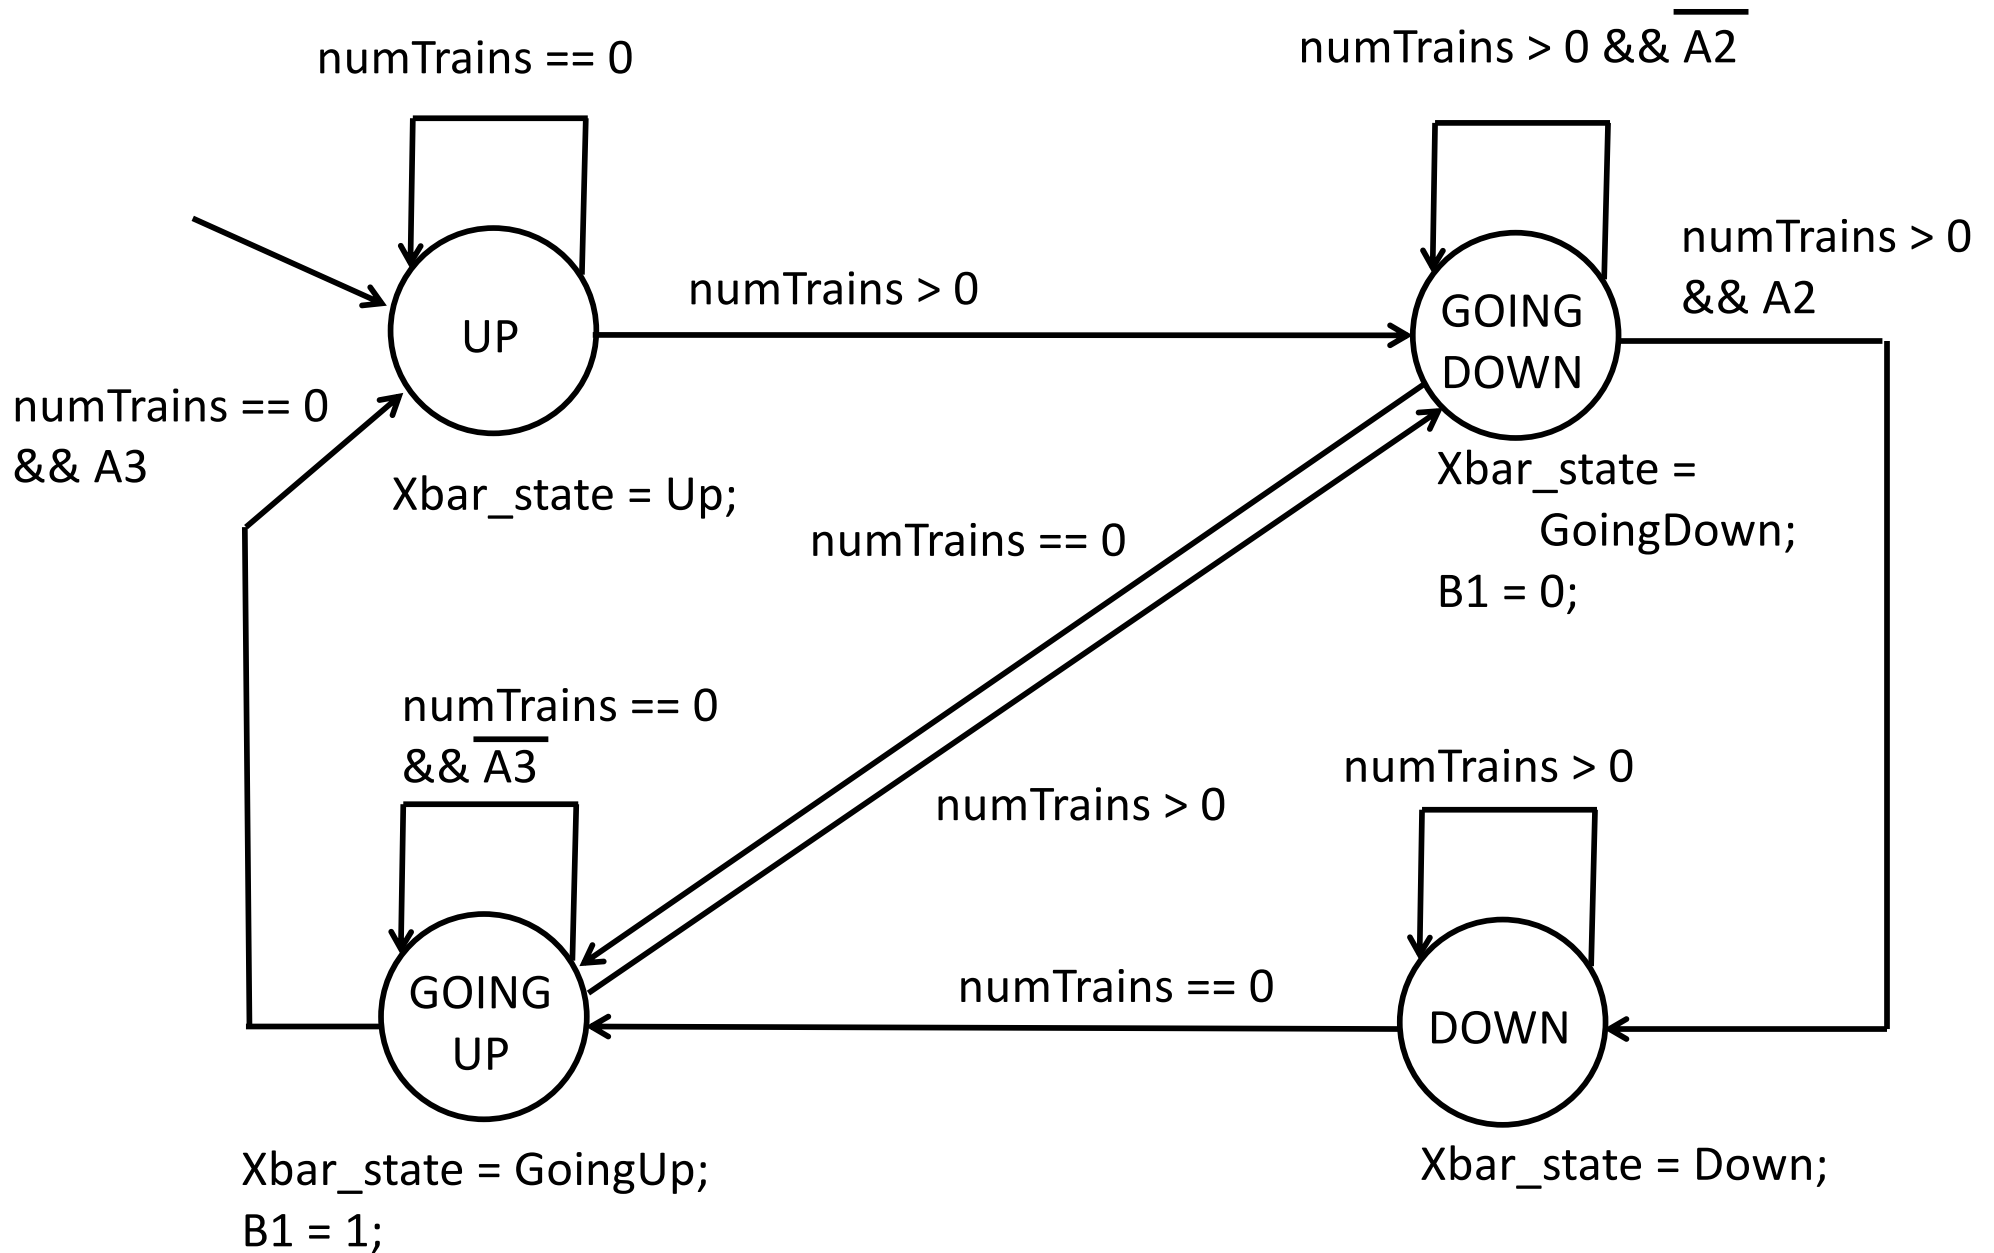 numTrains == 0
numTrains > 0 && A̅2̅
numTrains > 0
&& A2
numTrains > 0
UP
GOING
DOWN
numTrains == 0
&& A3
Xbar_state = Up;
Xbar_state =
GoingDown;
B1 = 0;
numTrains == 0
numTrains == 0
&& A̅3̅
numTrains > 0
numTrains > 0
GOING
UP
numTrains == 0
DOWN
Xbar_state = GoingUp;
B1 = 1;
Xbar_state = Down;